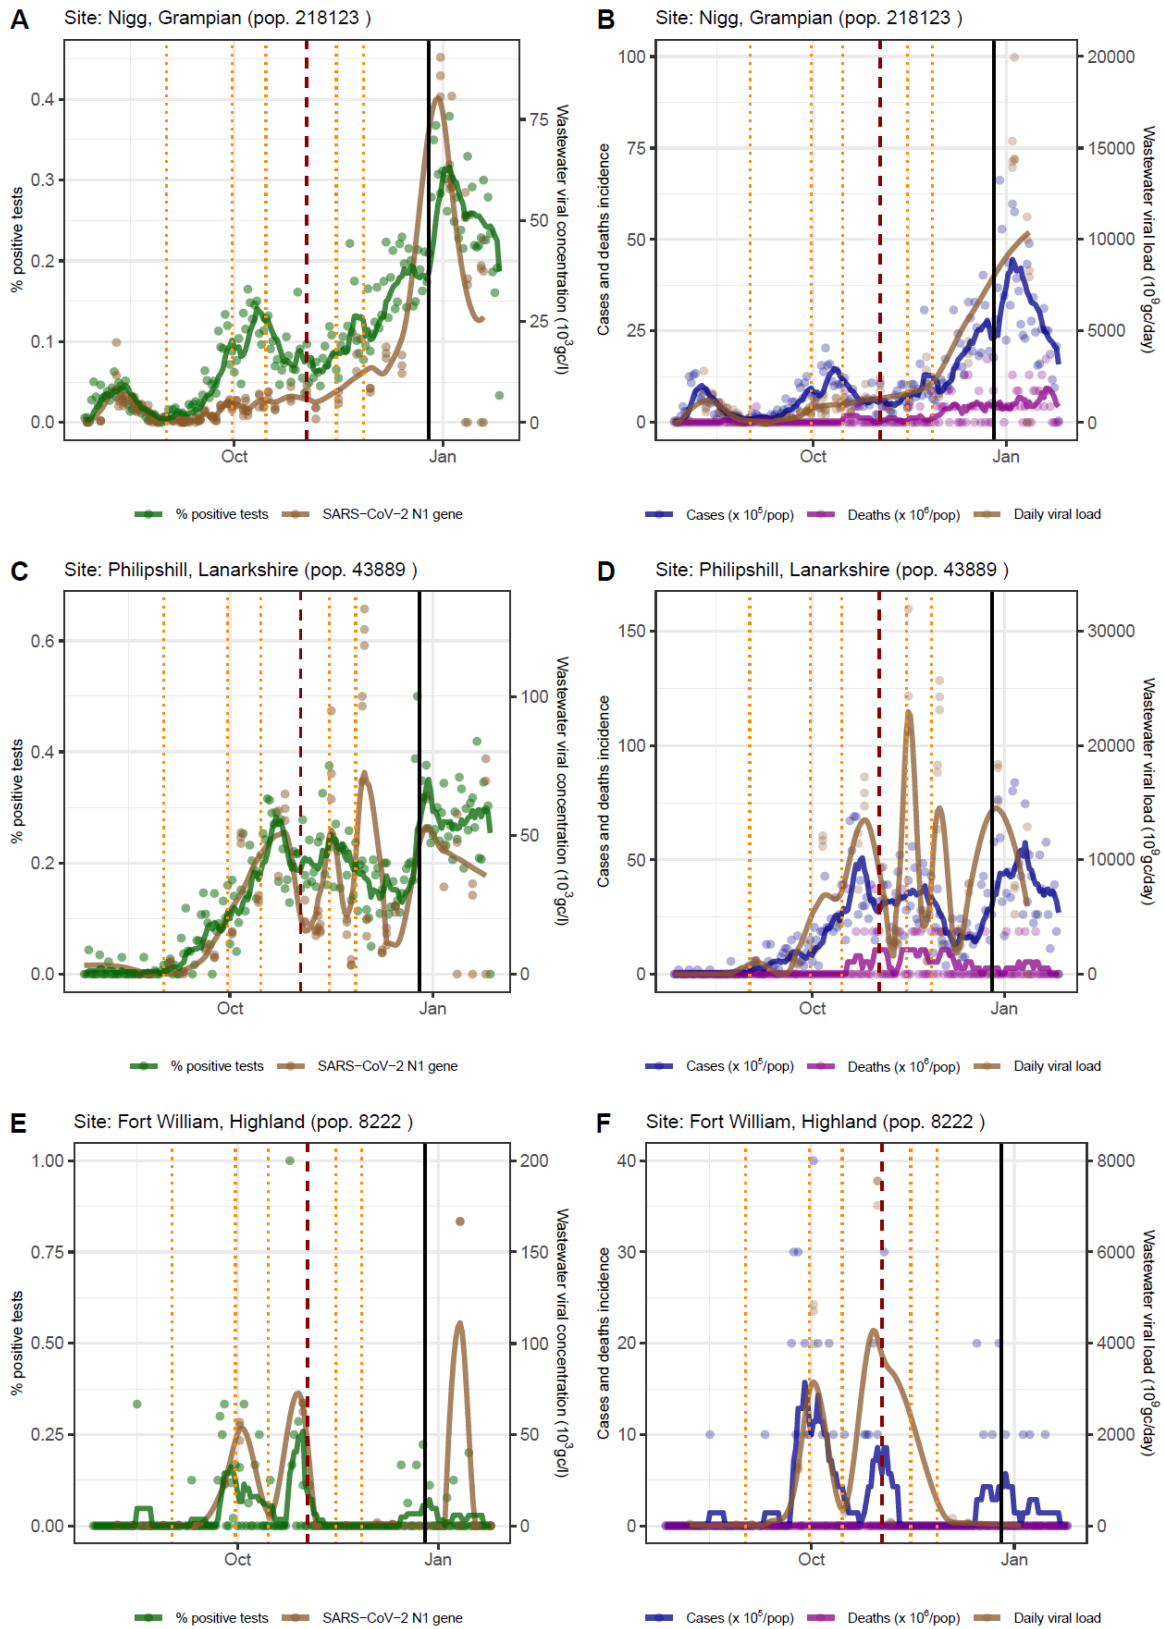 A
Site: Nigg, Grampian (pop. 218123 )
% positive tests
0.4
0.3
0.2
0.1
0.0
75
50
25
0
Wastewater viral concentration (10³gc/l)
Oct
Jan
% positive tests
SARS−CoV−2 N1 gene
B
Site: Nigg, Grampian (pop. 218123 )
Cases and deaths incidence
100
75
50
25
0
20000
15000
10000
5000
0
Wastewater viral load (10⁹gc/day)
Oct
Jan
Cases (x 10⁵/pop)
Deaths (x 10⁶/pop)
Daily viral load
C
Site: Philipshill, Lanarkshire (pop. 43889 )
% positive tests
0.6
0.4
0.2
0.0
100
50
0
Wastewater viral concentration (10³gc/l)
Oct
Jan
% positive tests
SARS−CoV−2 N1 gene
D
Site: Philipshill, Lanarkshire (pop. 43889 )
Cases and deaths incidence
150
100
50
0
30000
20000
10000
0
Wastewater viral load (10⁹gc/day)
Oct
Jan
Cases (x 10⁵/pop)
Deaths (x 10⁶/pop)
Daily viral load
E
Site: Fort William, Highland (pop. 8222 )
% positive tests
1.00
0.75
0.50
0.25
0.00
200
150
100
50
0
Wastewater viral concentration (10³gc/l)
Oct
Jan
% positive tests
SARS−CoV−2 N1 gene
F
Site: Fort William, Highland (pop. 8222 )
Cases and deaths incidence
40
30
20
10
0
8000
6000
4000
2000
0
Wastewater viral load (10⁹gc/day)
Oct
Jan
Cases (x 10⁵/pop)
Deaths (x 10⁶/pop)
Daily viral load